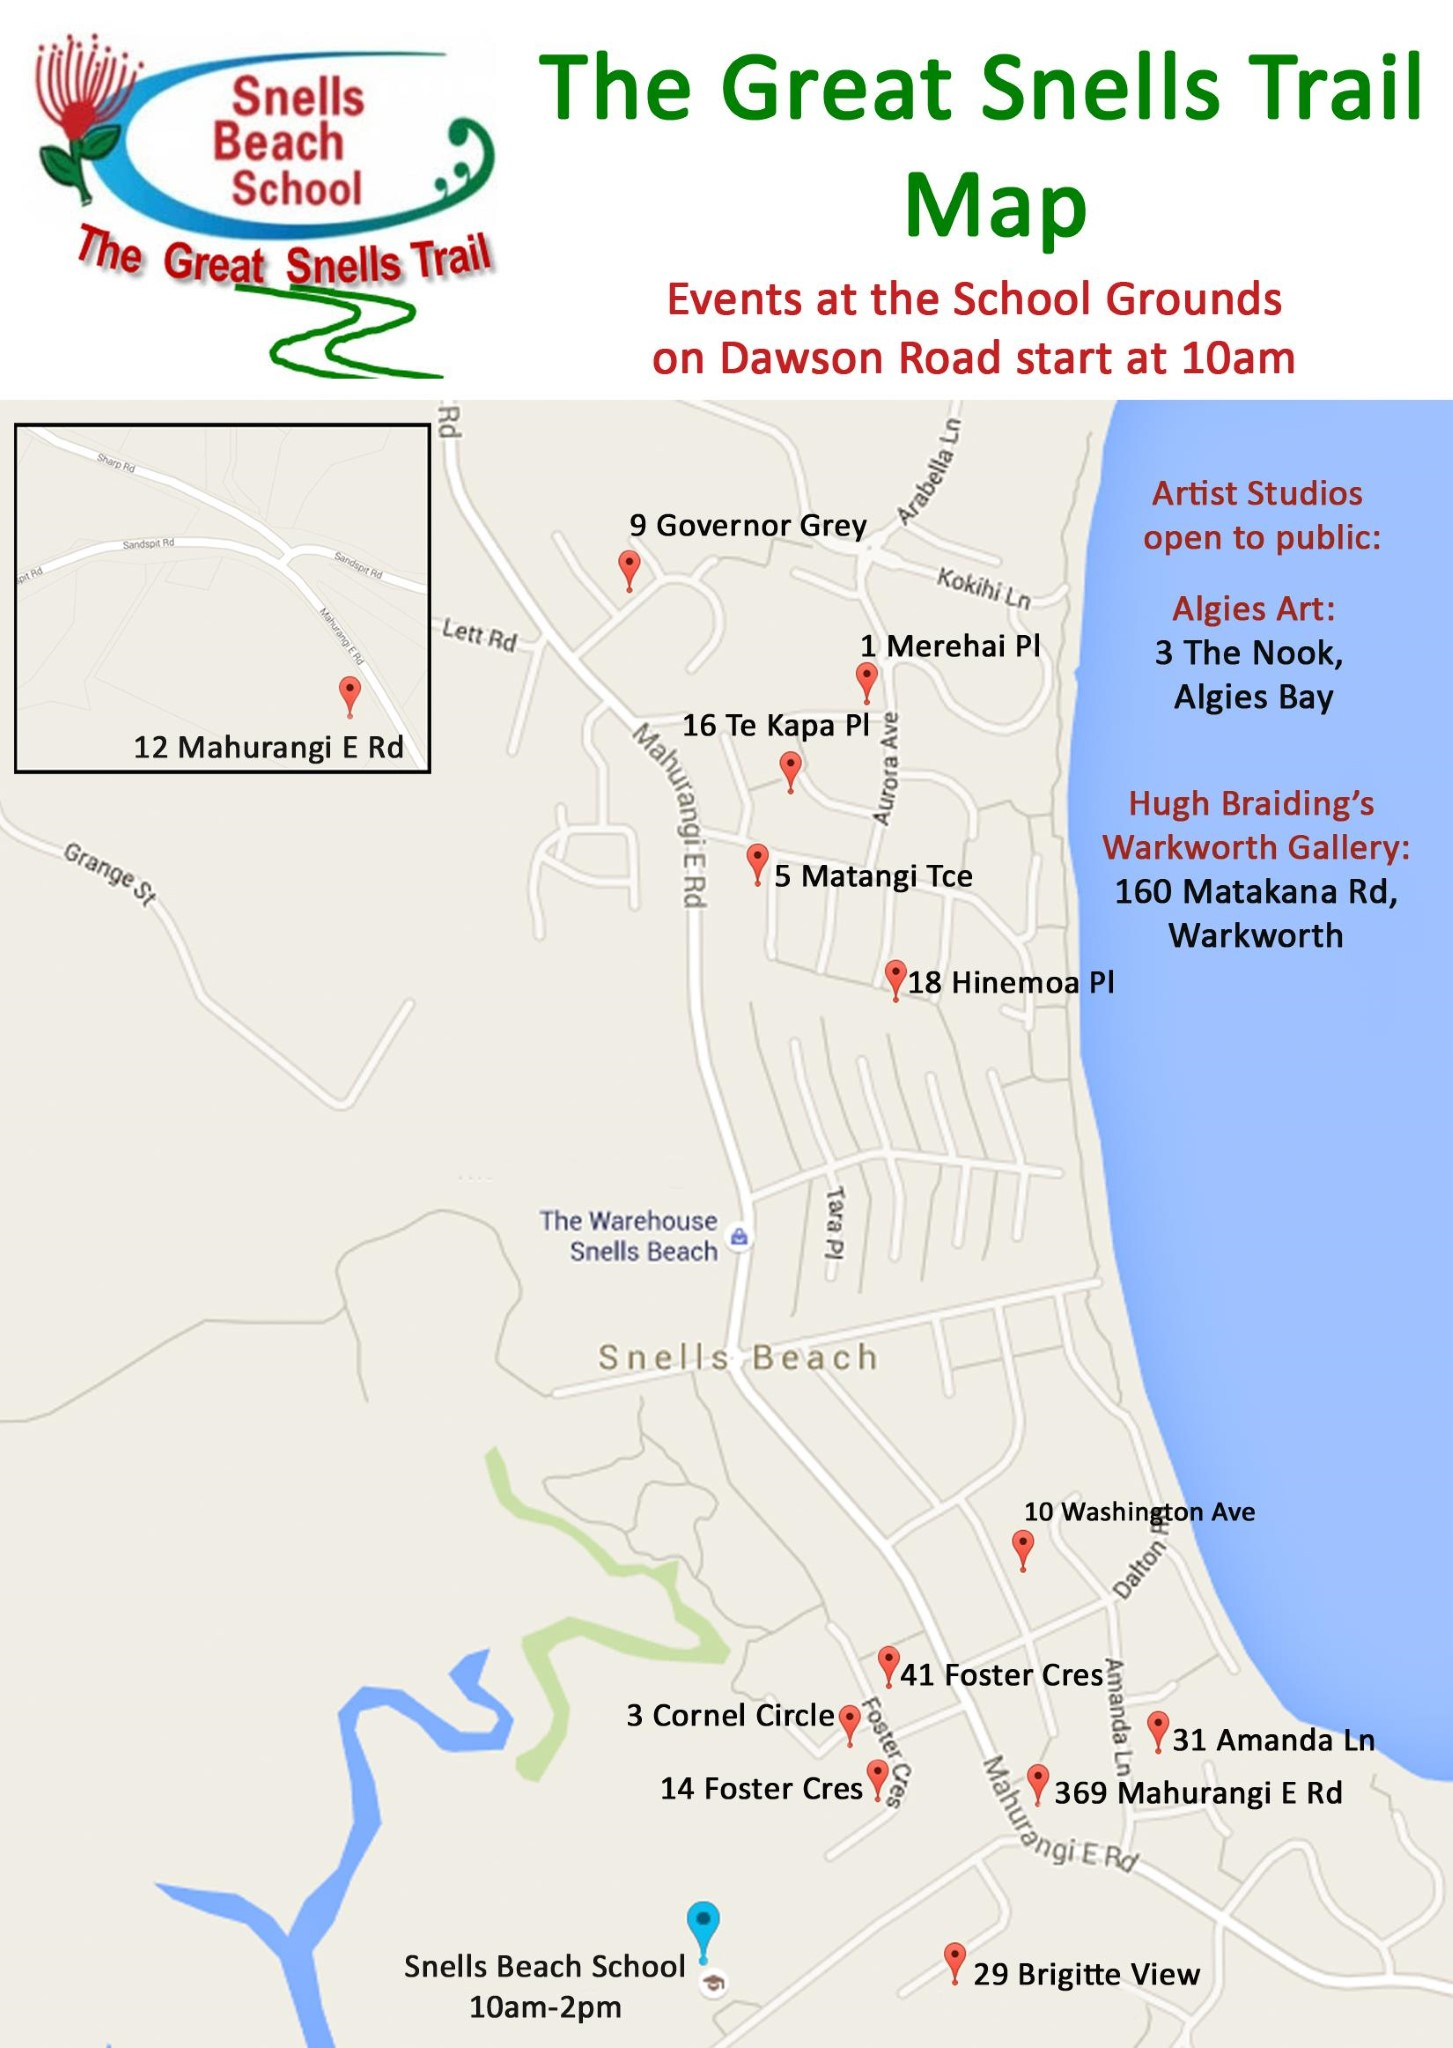 Snells
Beach
School
The Great Snells Trail
The Great Snells Trail
Map
Events at the School Grounds
on Dawson Road start at 10am
Rd
Sharp Rd
Sandspit Rd
Sandspit Rd
pit Rd
Mahurangi E Rd
12 Mahurangi E Rd
Arabella Ln
9 Governor Grey
Kokihi Ln
Lett Rd
1 Merehai Pl
16 Te Kapa Pl
Mahurangi E Rd
Aurora Ave
Grange St
5 Matangi Tce
18 Hinemoa Pl
Artist Studios
open to public:
Algies Art:
3 The Nook,
Algies Bay
Hugh Braiding’s
Warkworth Gallery:
160 Matakana Rd,
Warkworth
The Warehouse
Snells Beach
Tara Pl
Snells Beach
10 Washington Ave
Dalton R
41 Foster Cres
Amanda Ln
3 Cornel Circle
Foster Cres
31 Amanda Ln
14 Foster Cres
369 Mahurangi E Rd
Mahurangi E Rd
Snells Beach School
10am-2pm
29 Brigitte View